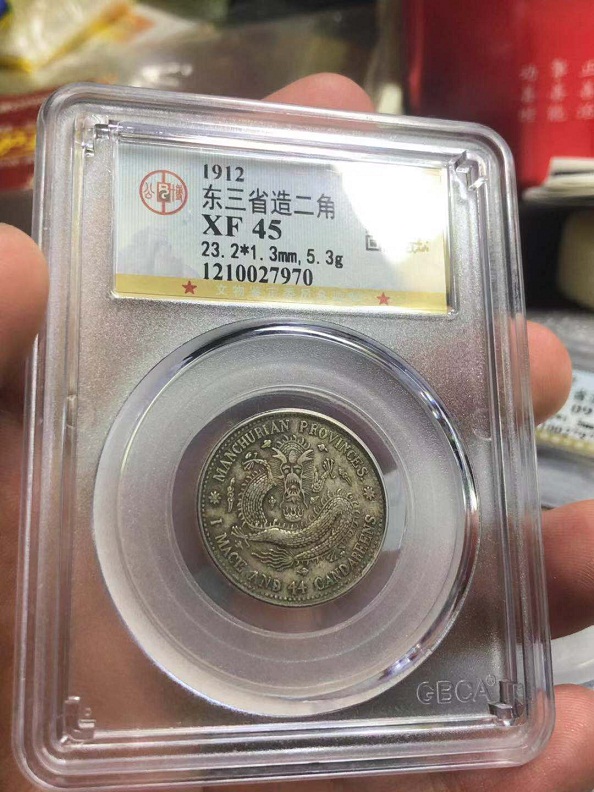 1912
东三省造二角
XF 45
23.2*1.3mm,5.3g
1210027970
MANCHURIAN PROVINCES
1 MACE AND 44 CANDAREENS
GBCA